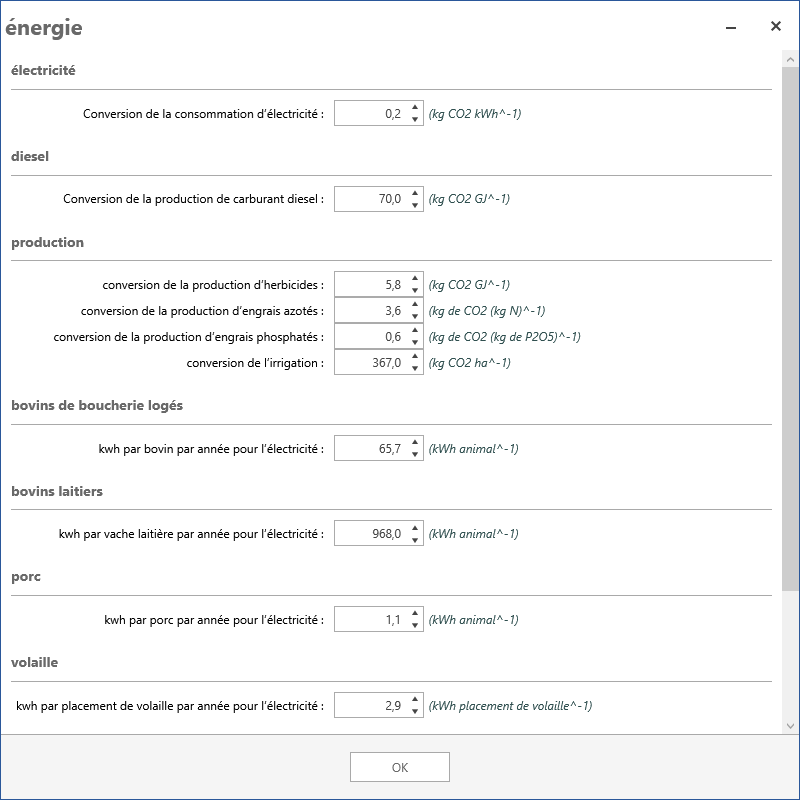 énergie
électricité
Conversion de la consommation d'électricité : 0,2 (kg CO2 kWh^-1)
diesel
Conversion de la production de carburant diesel : 70,0 (kg CO2 GJ^-1)
production
conversion de la production d'herbicides : 5,8 (kg CO2 GJ^-1)
conversion de la production d'engrais azotés : 3,6 (kg de CO2 (kg N)^-1)
conversion de la production d'engrais phosphatés : 0,6 (kg de CO2 (kg de P2O5)^-1)
conversion de l'irrigation : 367,0 (kg CO2 ha^-1)
bovins de boucherie logés
kwh par bovin par année pour l'électricité : 65,7 (kWh animal^-1)
bovins laitiers
kwh par vache laitière par année pour l'électricité : 968,0 (kWh animal^-1)
porc
kwh par porc par année pour l'électricité : 1,1 (kWh animal^-1)
volaille
kwh par placement de volaille par année pour l'électricité : 2,9 (kWh placement de volaille^-1)
OK